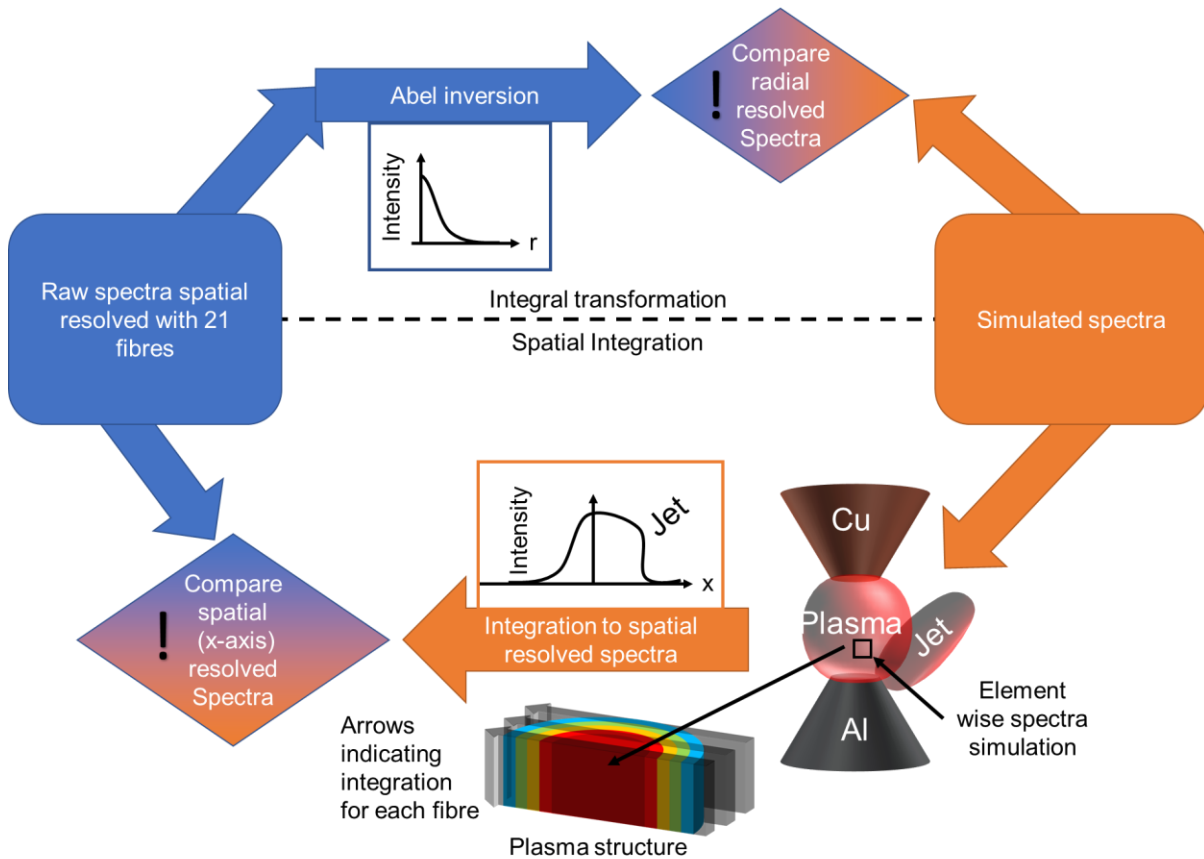 Abel inversion
!
Compare
radial
resolved
Spectra
Intensity
r
Raw spectra spatial
resolved with 21
fibres
Integral transformation
Spatial Integration
Simulated spectra
Intensity
Jet
x
Cu
Plasma
Jet
Al
!
Compare
spatial
(x-axis)
resolved
Spectra
Integration to spatial
resolved spectra
Element
wise spectra
simulation
Arrows
indicating
integration
for each fibre
Plasma structure